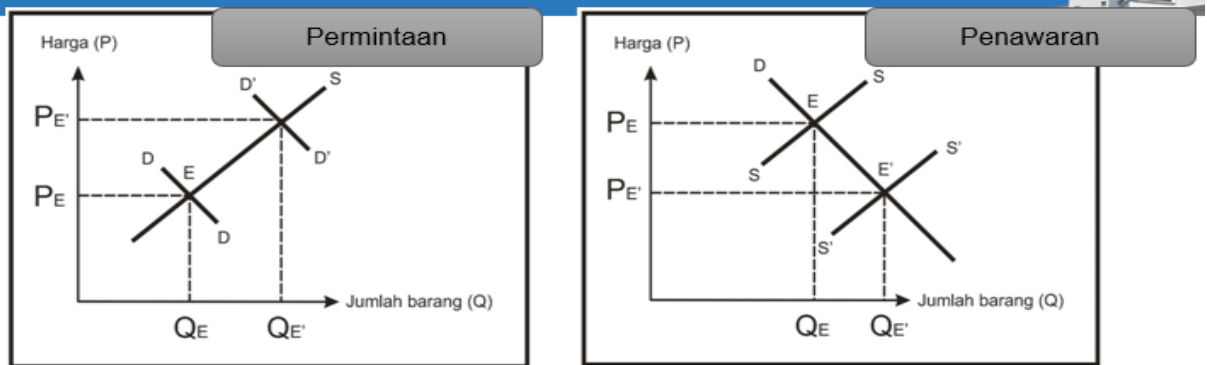 Permintaan
Harga (P)
D'
S
PE'
D
E
D'
PE
D
Jumlah barang (Q)
QE
QE'
Penawaran
Harga (P)
D
S
E
PE
S'
S
E'
PE'
S'
Jumlah barang (Q)
QE
QE'